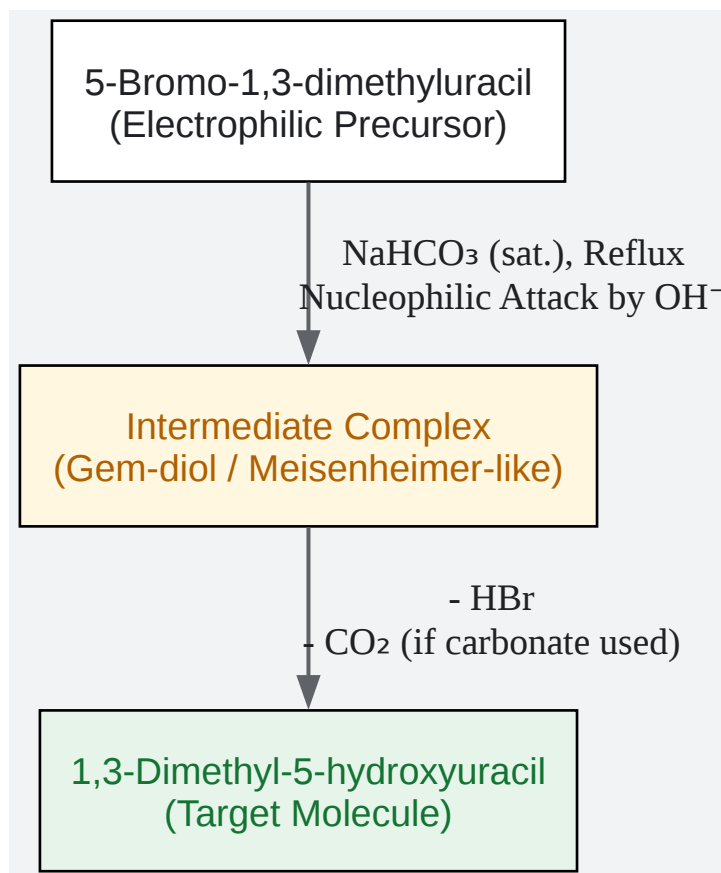 5-Bromo-1,3-dimethyluracil
(Electrophilic Precursor)
NaHCO₃ (sat.), Reflux
Nucleophilic Attack by OH⁻
Intermediate Complex
(Gem-diol / Meisenheimer-like)
- HBr
- CO₂ (if carbonate used)
1,3-Dimethyl-5-hydroxyuracil
(Target Molecule)